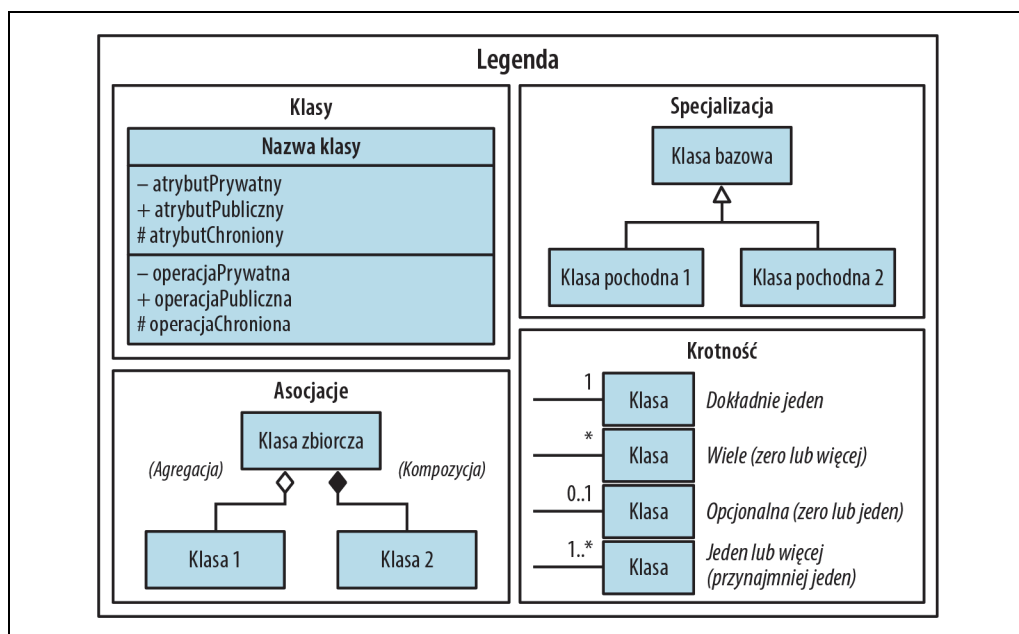 Legenda
Klasy
Nazwa klasy
– atrybutPrywatny
+ atrybutPubliczny
# atrybutChroniony
– operacjaPrywatna
+ operacjaPubliczna
# operacjaChroniona
Specjalizacja
Klasa bazowa
Klasa pochodna 1
Klasa pochodna 2
Asocjacje
Klasa zbiorcza
(Agregacja)
(Kompozycja)
Klasa 1
Klasa 2
Krotność
1
Klasa
Dokładnie jeden
*
Klasa
Wiele (zero lub więcej)
0..1
Klasa
Opcjonalna (zero lub jeden)
1..*
Klasa
Jeden lub więcej
(przynajmniej jeden)